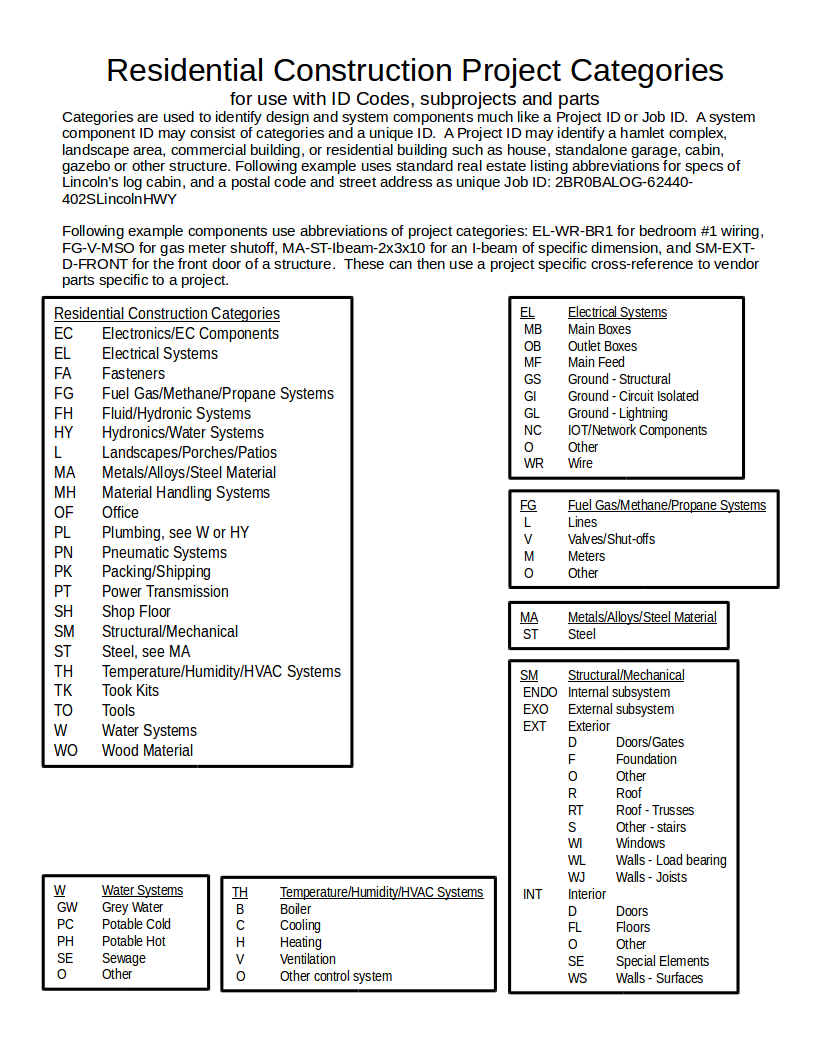 Residential Construction Project Categories
for use with ID Codes, subprojects and parts
Categories are used to identify design and system components much like a Project ID or Job ID.  A system
component ID may consist of categories and a unique ID.  A Project ID may identify a hamlet complex,
landscape area, commercial building, or residential building such as house, standalone garage, cabin,
gazebo or other structure. Following example uses standard real estate listing abbreviations for specs of
Lincoln's log cabin, and a postal code and street address as unique Job ID: 2BR0BALOG-62440-
402SLincolnHWY
Following example components use abbreviations of project categories: EL-WR-BR1 for bedroom #1 wiring,
FG-V-MSO for gas meter shutoff, MA-ST-Ibeam-2x3x10 for an I-beam of specific dimension, and SM-EXT-
D-FRONT for the front door of a structure.  These can then use a project specific cross-reference to vendor
parts specific to a project.
Residential Construction Categories
EC Electronics/EC Components
EL Electrical Systems
FA Fasteners
FG Fuel Gas/Methane/Propane Systems
FH Fluid/Hydronic Systems
HY Hydronics/Water Systems
L Landscapes/Porches/Patios
MA Metals/Alloys/Steel Material
MH Material Handling Systems
OF Office
PL Plumbing, see W or HY
PN Pneumatic Systems
PK Packing/Shipping
PT Power Transmission
SH Shop Floor
SM Structural/Mechanical
ST Steel, see MA
TH Temperature/Humidity/HVAC Systems
TK Took Kits
TO Tools
W Water Systems
WO Wood Material
EL Electrical Systems
MB Main Boxes
OB Outlet Boxes
MF Main Feed
GS Ground - Structural
GI Ground - Circuit Isolated
GL Ground - Lightning
NC IOT/Network Components
O Other
WR Wire
FG Fuel Gas/Methane/Propane Systems
L Lines
V Valves/Shut-offs
M Meters
O Other
MA Metals/Alloys/Steel Material
ST Steel
SM Structural/Mechanical
ENDO Internal subsystem
EXO External subsystem
EXT Exterior
D Doors/Gates
F Foundation
O Other
R Roof
RT Roof - Trusses
S Other - stairs
WI Windows
WL Walls - Load bearing
WJ Walls - Joists
INT Interior
D Doors
FL Floors
O Other
SE Special Elements
WS Walls - Surfaces
W Water Systems
GW Grey Water
PC Potable Cold
PH Potable Hot
SE Sewage
O Other
TH Temperature/Humidity/HVAC Systems
B Boiler
C Cooling
H Heating
V Ventilation
O Other control system